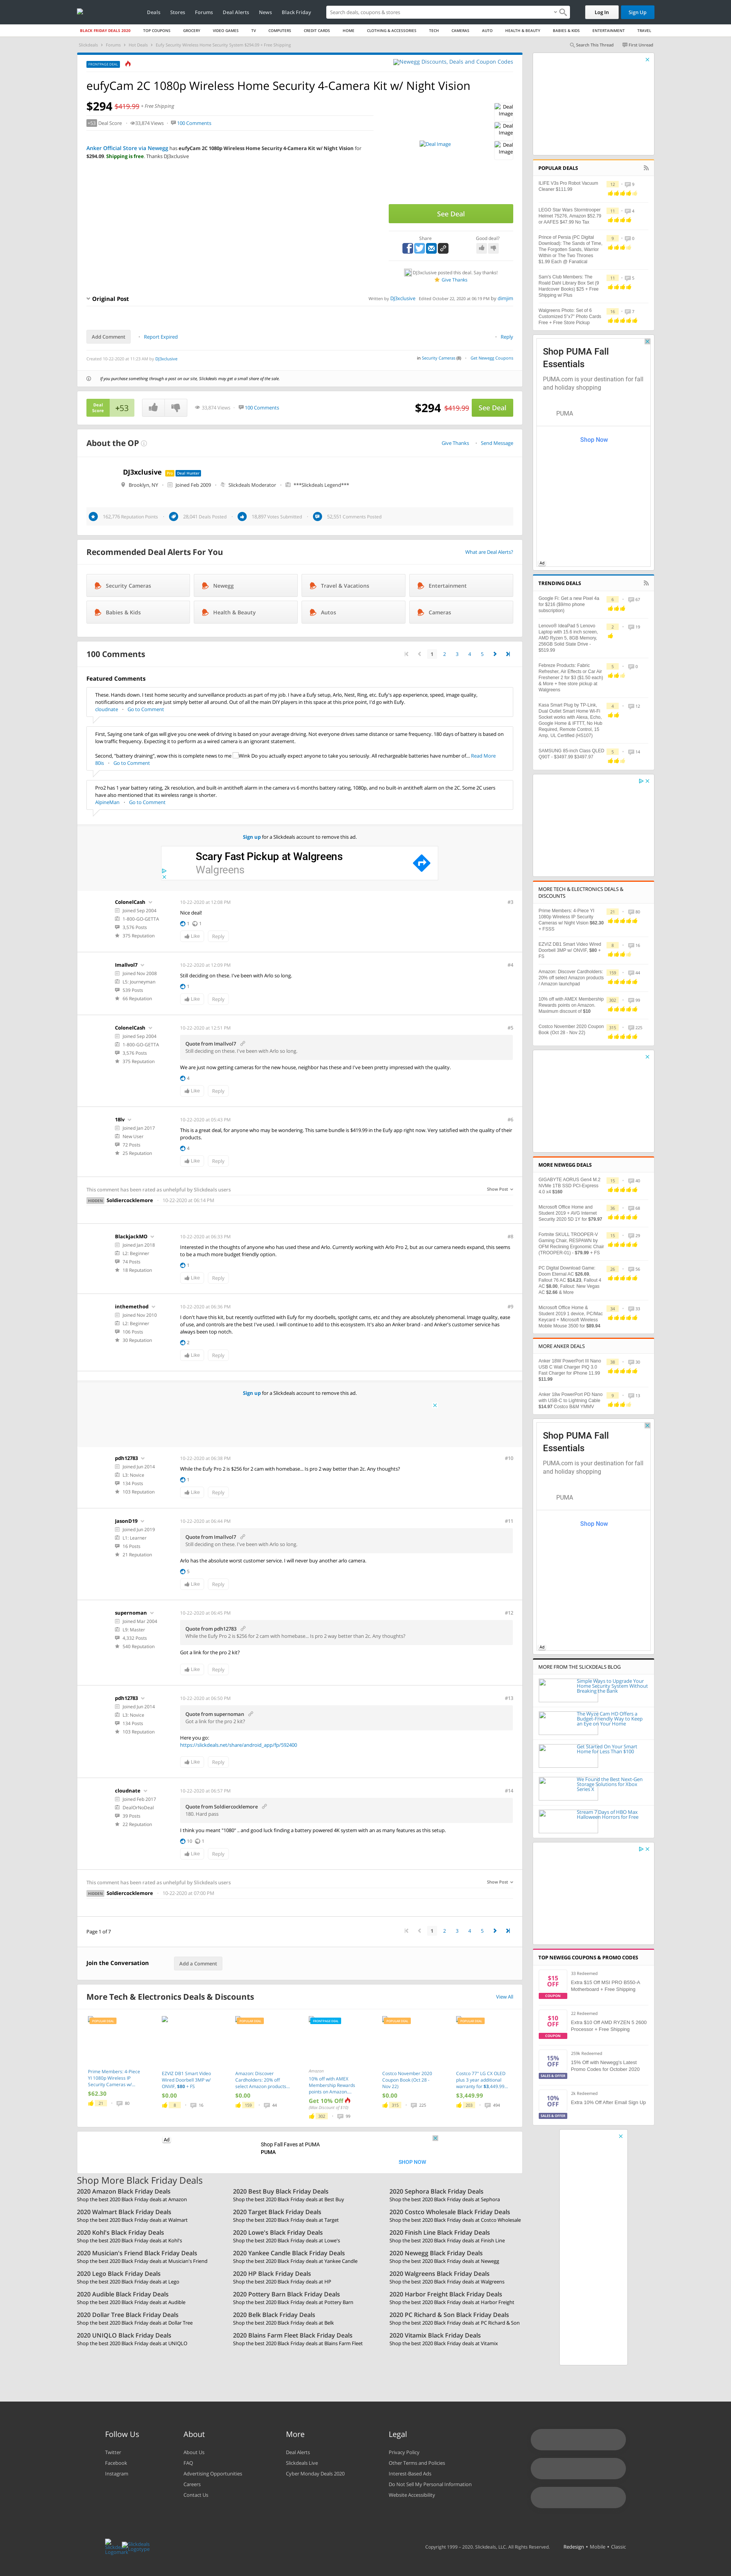 Deals Stores Forums Deal Alerts News Black Friday
Search deals, coupons & stores
Log In
Sign Up
BLACK FRIDAY DEALS 2020 TOP COUPONS GROCERY VIDEO GAMES TV COMPUTERS CREDIT CARDS HOME CLOTHING & ACCESSORIES TECH CAMERAS AUTO HEALTH & BEAUTY BABIES & KIDS ENTERTAINMENT TRAVEL
Search This Thread First Unread
FRONTPAGE DEAL
Newegg Discounts, Deals and Coupon Codes
eufyCam 2C 1080p Wireless Home Security 4-Camera Kit w/ Night Vision
$294 $419.99 + Free Shipping
+53 Deal Score 33,874 Views 100 Comments
Anker Official Store via Newegg has eufyCam 2C 1080p Wireless Home Security 4-Camera Kit w/ Night Vision for
$294.09. Shipping is free. Thanks DJ3xclusive
Deal Image
Deal Image
Deal Image
Deal Image
See Deal
Share
Good deal?
DJ3xclusive posted this deal. Say thanks!
Give Thanks
Original Post
Written by DJ3xclusive Edited October 22, 2020 at 06:19 PM by dimjim
Add Comment
Report Expired
Reply
Created 10-22-2020 at 11:23 AM by DJ3xclusive
in Security Cameras (8) Get Newegg Coupons
If you purchase something through a post on our site, Slickdeals may get a small share of the sale.
Deal Score +53
33,874 Views 100 Comments
$294 $419.99 See Deal
About the OP
Give Thanks Send Message
DJ3xclusive Pro Deal Hunter
Brooklyn, NY Joined Feb 2009 Slickdeals Moderator ***Slickdeals Legend***
162,776 Reputation Points 28,041 Deals Posted 18,897 Votes Submitted 52,551 Comments Posted
Recommended Deal Alerts For You
What are Deal Alerts?
Security Cameras
Newegg
Travel & Vacations
Entertainment
Babies & Kids
Health & Beauty
Autos
Cameras
100 Comments
1 2 3 4 5
Featured Comments
These. Hands down. I test home security and surveillance products as part of my job. I have a Eufy setup, Arlo, Nest, Ring, etc. Eufy's app experience, speed, image quality,
notifications and price etc are just simply better all around. Out of all the DIY cameras in this space at this price point, I'd go with Eufy.
cloudnate Go to Comment
First, Saying one tank of gas will give you one week of driving is based on your average driving distance. Not everyone drives same distance or same frequency. 180 days of battery is based on
low traffic frequency. Expecting it to perform as a wired camera is an ignorant statement.
Second, "battery draining", wow this is complete news to me Wink Do you actually expect anyone to take you seriously. All rechargeable batteries have number of... Read More
80is Go to Comment
Pro2 has 1 year battery rating, 2k resolution, and built-in antitheft alarm in the camera vs 6 months battery rating, 1080p, and no built-in antitheft alarm on the 2C. Some 2C users
have also mentioned that its wireless range is shorter.
AlpineMan Go to Comment
Sign up for a Slickdeals account to remove this ad.
Scary Fast Pickup at Walgreens
Walgreens
ColonelCash
Joined Sep 2004
1-800-GO-GETTA
3,576 Posts
375 Reputation
10-22-2020 at 12:08 PM #3
Nice deal!
1 1
Like Reply
lmallvol7
Joined Nov 2008
L5: Journeyman
539 Posts
66 Reputation
10-22-2020 at 12:09 PM #4
Still deciding on these. I've been with Arlo so long.
1
Like Reply
ColonelCash
Joined Sep 2004
1-800-GO-GETTA
3,576 Posts
375 Reputation
10-22-2020 at 12:51 PM #5
Quote from lmallvol7
Still deciding on these. I've been with Arlo so long.
We are just now getting cameras for the new house, neighbor has these and I've been pretty impressed with the quality.
4
Like Reply
18lv
Joined Jan 2017
New User
72 Posts
25 Reputation
10-22-2020 at 05:43 PM #6
This is a great deal, for anyone who may be wondering. This same bundle is $419.99 in the Eufy app right now. Very satisfied with the quality of their
products.
4
Like Reply
This comment has been rated as unhelpful by Slickdeals users
Show Post
HIDDEN Soldiercocklemore 10-22-2020 at 06:14 PM
BlackjackMO
Joined Jan 2018
L2: Beginner
74 Posts
19 Reputation
10-22-2020 at 06:33 PM #8
Interested in the thoughts of anyone who has used these and Arlo. Currently working with Arlo Pro 2, but as our camera needs expand, this seems
to be a much more budget friendly option.
1
Like Reply
inthemethod
Joined Nov 2010
L2: Beginner
106 Posts
30 Reputation
10-22-2020 at 06:36 PM #9
I don't have this kit, but recently outfitted with Eufy for my doorbells, spotlight cams, etc and they are absolutely phenomenal. Image quality, ease
of use, and reliability are the best I've used. I will continue to add to this ecosystem. It's also an Anker brand - and Anker's customer service has
always been top notch.
2
Like Reply
Sign up for a Slickdeals account to remove this ad.
pdh12783
Joined Jun 2014
L3: Novice
134 Posts
103 Reputation
10-22-2020 at 06:38 PM #10
While the Eufy Pro 2 is $256 for 2 cam with homebase... Is pro 2 way better than 2c. Any thoughts?
1
Like Reply
JasonD19
Joined Jun 2019
L1: Learner
16 Posts
21 Reputation
10-22-2020 at 06:44 PM #11
Quote from lmallvol7
Still deciding on these. I've been with Arlo so long.
Arlo has the absolute worst customer service. I will never buy another arlo camera.
5
Like Reply
supernoman
Joined Mar 2004
L9: Master
4,332 Posts
540 Reputation
10-22-2020 at 06:45 PM #12
Quote from pdh12783
While the Eufy Pro 2 is $256 for 2 cam with homebase... Is pro 2 way better than 2c. Any thoughts?
Got a link for the pro 2 kit?
Like Reply
pdh12783
Joined Jun 2014
L3: Novice
134 Posts
103 Reputation
10-22-2020 at 06:50 PM #13
Quote from supernoman
Got a link for the pro 2 kit?
Here you go:
https://slickdeals.net/share/android_app/fp/592400
Like Reply
cloudnate
Joined Feb 2017
DealOrNoDeal
39 Posts
22 Reputation
10-22-2020 at 06:57 PM #14
Quote from Soldiercocklemore
180. Hard pass
I think you meant "1080" ...and good luck finding a battery powered 4K system with an as many features as this setup.
10 1
Like Reply
This comment has been rated as unhelpful by Slickdeals users
Show Post
HIDDEN Soldiercocklemore 10-22-2020 at 07:00 PM
Page 1 of 7
1 2 3 4 5
Join the Conversation
Add a Comment
More Tech & Electronics Deals & Discounts
View All
Prime Members: 4-Piece YI 1080p Wireless IP Security Cameras w/...
$62.30
21 80
EZVIZ DB1 Smart Video Doorbell 3MP w/ ONVIF, $80 + FS
$0.00
8 16
Amazon: Discover Cardholders: 20% off select Amazon products...
$0.00
159 44
Amazon
10% off with AMEX Membership Rewards points on Amazon....
Get 10% Off
302 99
Costco November 2020 Coupon Book (Oct 28 - Nov 22)
$0.00
315 225
Costco 77" LG CX OLED: plus 3 year additional warranty for $3,449.99...
$3,449.99
Ad
Shop Fall Faves at PUMA
PUMA
SHOP NOW
Shop More Black Friday Deals
2020 Amazon Black Friday Deals
Shop the best 2020 Black Friday deals at Amazon
2020 Best Buy Black Friday Deals
Shop the best 2020 Black Friday deals at Best Buy
2020 Sephora Black Friday Deals
Shop the best 2020 Black Friday deals at Sephora
2020 Walmart Black Friday Deals
Shop the best 2020 Black Friday deals at Walmart
2020 Target Black Friday Deals
Shop the best 2020 Black Friday deals at Target
2020 Costco Wholesale Black Friday Deals
Shop the best 2020 Black Friday deals at Costco Wholesale
2020 Kohl's Black Friday Deals
Shop the best 2020 Black Friday deals at Kohl's
2020 Lowe's Black Friday Deals
Shop the best 2020 Black Friday deals at Lowe's
2020 Finish Line Black Friday Deals
Shop the best 2020 Black Friday deals at Finish Line
2020 Musician's Friend Black Friday Deals
Shop the best 2020 Black Friday deals at Musician's Friend
2020 Yankee Candle Black Friday Deals
Shop the best 2020 Black Friday deals at Yankee Candle
2020 Newegg Black Friday Deals
Shop the best 2020 Black Friday deals at Newegg
2020 Lego Black Friday Deals
Shop the best 2020 Black Friday deals at Lego
2020 HP Black Friday Deals
Shop the best 2020 Black Friday deals at HP
2020 Walgreens Black Friday Deals
Shop the best 2020 Black Friday deals at Walgreens
2020 Audible Black Friday Deals
Shop the best 2020 Black Friday deals at Audible
2020 Pottery Barn Black Friday Deals
Shop the best 2020 Black Friday deals at Pottery Barn
2020 Harbor Freight Black Friday Deals
Shop the best 2020 Black Friday deals at Harbor Freight
2020 Dollar Tree Black Friday Deals
Shop the best 2020 Black Friday deals at Dollar Tree
2020 Belk Black Friday Deals
Shop the best 2020 Black Friday deals at Belk
2020 PC Richard & Son Black Friday Deals
Shop the best 2020 Black Friday deals at PC Richard & Son
2020 UNIQLO Black Friday Deals
Shop the best 2020 Black Friday deals at UNIQLO
2020 Blains Farm Fleet Black Friday Deals
Shop the best 2020 Black Friday deals at Blains Farm Fleet
2020 Vitamix Black Friday Deals
Shop the best 2020 Black Friday deals at Vitamix
POPULAR DEALS
ILIFE V3s Pro Robot Vacuum Cleaner $111.99
LEGO Star Wars Stormtrooper Helmet 75276, Amazon $52.79 or AAFES $47.99 No Tax
Prince of Persia (PC Digital Download): The Sands of Time, The Forgotten Sands, Warrior Within or The Two Thrones $1.99 Each @ Fanatical
Sam's Club Members: The Roald Dahl Library Box Set (9 Hardcover Books) $25 + Free Shipping w/ Plus
Walgreens Photo: Set of 6 Customized 5"x7" Photo Cards Free + Free Store Pickup
Shop PUMA Fall Essentials
PUMA.com is your destination for fall and holiday shopping
PUMA
Shop Now
Ad
TRENDING DEALS
Google Fi: Get a new Pixel 4a for $216 ($9/mo phone subscription)
Lenovo® IdeaPad 5 Lenovo Laptop with 15.6 inch screen, AMD Ryzen 5, 8GB Memory, 256GB Solid State Drive - $519.99
Febreze Products: Fabric Refresher, Air Effects or Car Air Freshener 2 for $3 ($1.50 each) & More + free store pickup at Walgreens
Kasa Smart Plug by TP-Link, Dual Outlet Smart Home Wi-Fi Socket works with Alexa, Echo, Google Home & IFTTT, No Hub Required, Remote Control, 15 Amp, UL Certified (HS107)
SAMSUNG 85-inch Class QLED Q90T - $3497.99 $3497.97
MORE TECH & ELECTRONICS DEALS & DISCOUNTS
Prime Members: 4-Piece YI 1080p Wireless IP Security Cameras w/ Night Vision $62.30 + FSSS
EZVIZ DB1 Smart Video Wired Doorbell 3MP w/ ONVIF, $80 + FS
Amazon: Discover Cardholders: 20% off select Amazon products / Amazon launchpad
10% off with AMEX Membership Rewards points on Amazon. Maximum discount of $10
Costco November 2020 Coupon Book (Oct 28 - Nov 22)
MORE NEWEGG DEALS
GIGABYTE AORUS Gen4 M.2 NVMe 1TB SSD PCI-Express 4.0 x4 $160
Microsoft Office Home and Student 2019 + AVG Internet Security 2020 5D 1Y for $79.97
Fortnite SKULL TROOPER-V Gaming Chair, RESPAWN by OFM Reclining Ergonomic Chair (TROOPER-01) - $79.99 + FS
PC Digital Download Game: Doom Eternal AC $26.69, Fallout 76 AC $14.23, Fallout 4 AC $8.00, Fallout: New Vegas AC $2.66 & More
Microsoft Office Home & Student 2019 1 device, PC/Mac Keycard + Microsoft Wireless Mobile Mouse 3500 for $89.94
MORE ANKER DEALS
Anker 18W PowerPort III Nano USB C Wall Charger PIQ 3.0 Fast Charger for iPhone 11.99 $11.99
Anker 18w PowerPort PD Nano with USB-C to Lightning Cable $14.97 Costco B&M YMMV
Shop PUMA Fall Essentials
PUMA.com is your destination for fall and holiday shopping
PUMA
Shop Now
Ad
MORE FROM THE SLICKDEALS BLOG
Simple Ways to Upgrade Your Home Security System Without Breaking the Bank
The Wyze Cam HD Offers a Budget-Friendly Way to Keep an Eye on Your Home
Get Started On Your Smart Home for Less Than $100
We Found the Best Next-Gen Storage Solutions for Xbox Series X
Stream 7 Days of HBO Max Halloween Horrors for Free
TOP NEWEGG COUPONS & PROMO CODES
$15 OFF COUPON
Extra $15 Off MSI PRO B550-A Motherboard + Free Shipping
$10 OFF COUPON
Extra $10 Off AMD RYZEN 5 2600 Processor + Free Shipping
15% OFF SALES & OFFER
15% Off with Newegg's Latest Promo Codes for October 2020
10% OFF SALES & OFFER
Extra 10% Off After Email Sign Up
Follow Us
Twitter
Facebook
Instagram
About
About Us
FAQ
Advertising Opportunities
Careers
Contact Us
More
Deal Alerts
Slickdeals Live
Cyber Monday Deals 2020
Legal
Privacy Policy
Other Terms and Policies
Interest-Based Ads
Do Not Sell My Personal Information
Website Accessibility
Copyright 1999 – 2020. Slickdeals, LLC. All Rights Reserved.
Redesign • Mobile • Classic